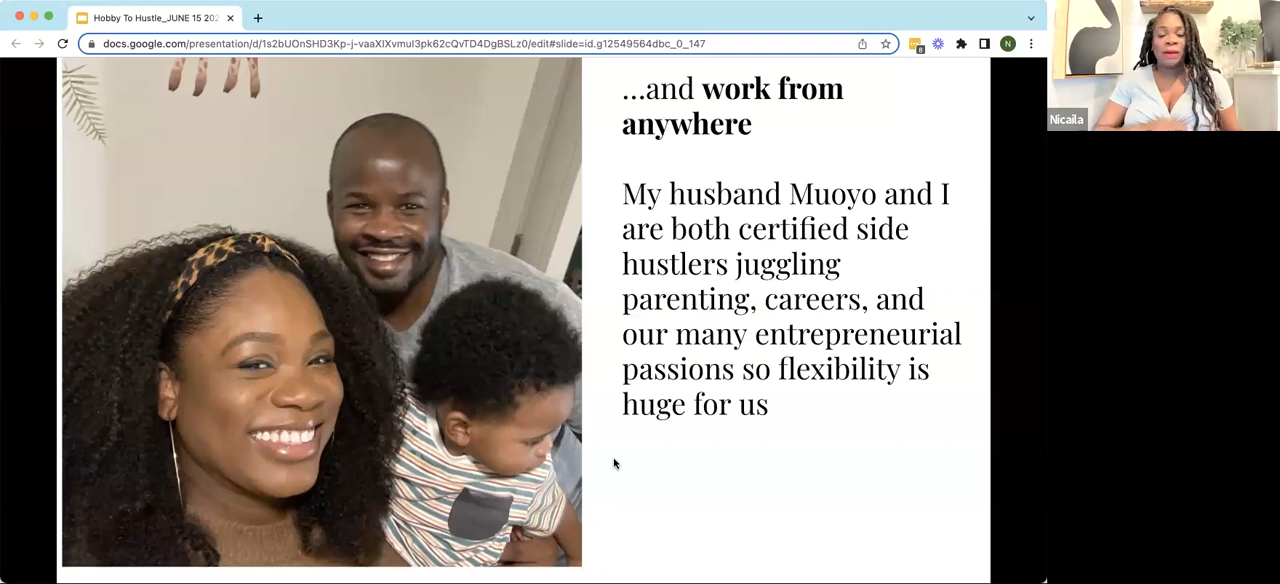 Hobby To Hustle_JUNE 15 202
docs.google.com/presentation/d/1s2bUOnSHD3Kp-j-vaaXIXvmul3pk62cQvTD4DgBSLz0/edit#slide=id.g12549564dbc_0_147
8
N
Nicaila
...and work from
anywhere
My husband Muoyo and I
are both certified side
hustlers juggling
parenting, careers, and
our many entrepreneurial
passions so flexibility is
huge for us